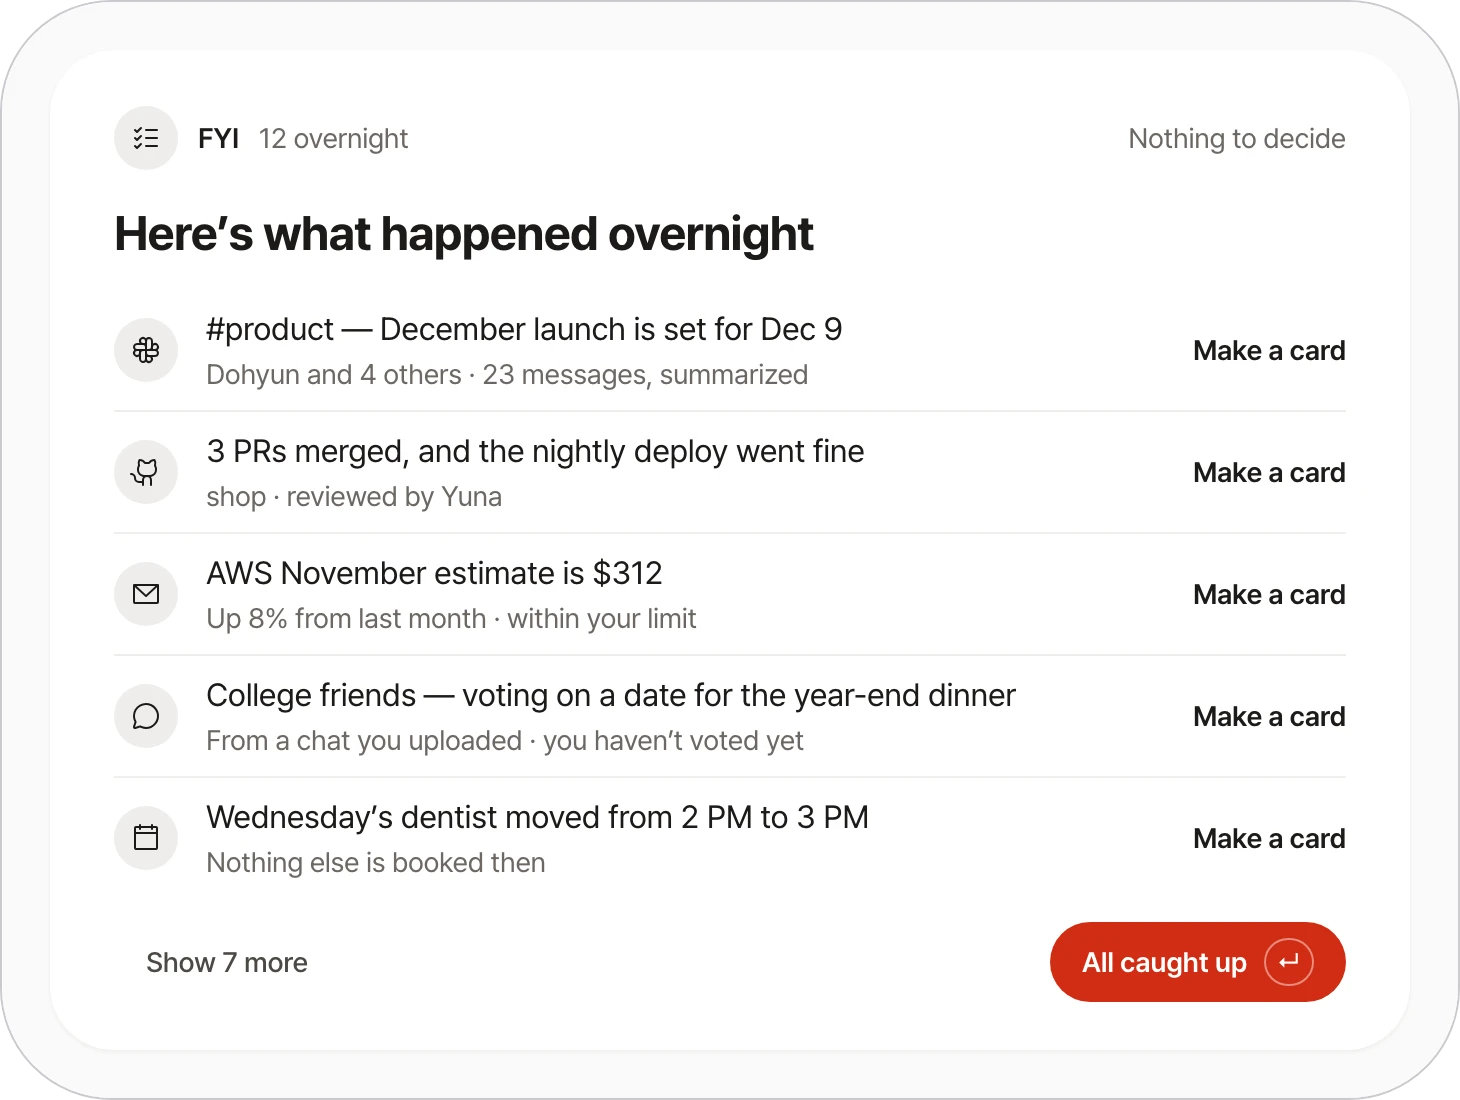 FYI 12 overnight Nothing to decide
Here’s what happened overnight
#product — December launch is set for Dec 9
Dohyun and 4 others · 23 messages, summarized
Make a card
3 PRs merged, and the nightly deploy went fine
shop · reviewed by Yuna
Make a card
AWS November estimate is $312
Up 8% from last month · within your limit
Make a card
College friends — voting on a date for the year-end dinner
From a chat you uploaded · you haven’t voted yet
Make a card
Wednesday’s dentist moved from 2 PM to 3 PM
Nothing else is booked then
Make a card
Show 7 more
All caught up